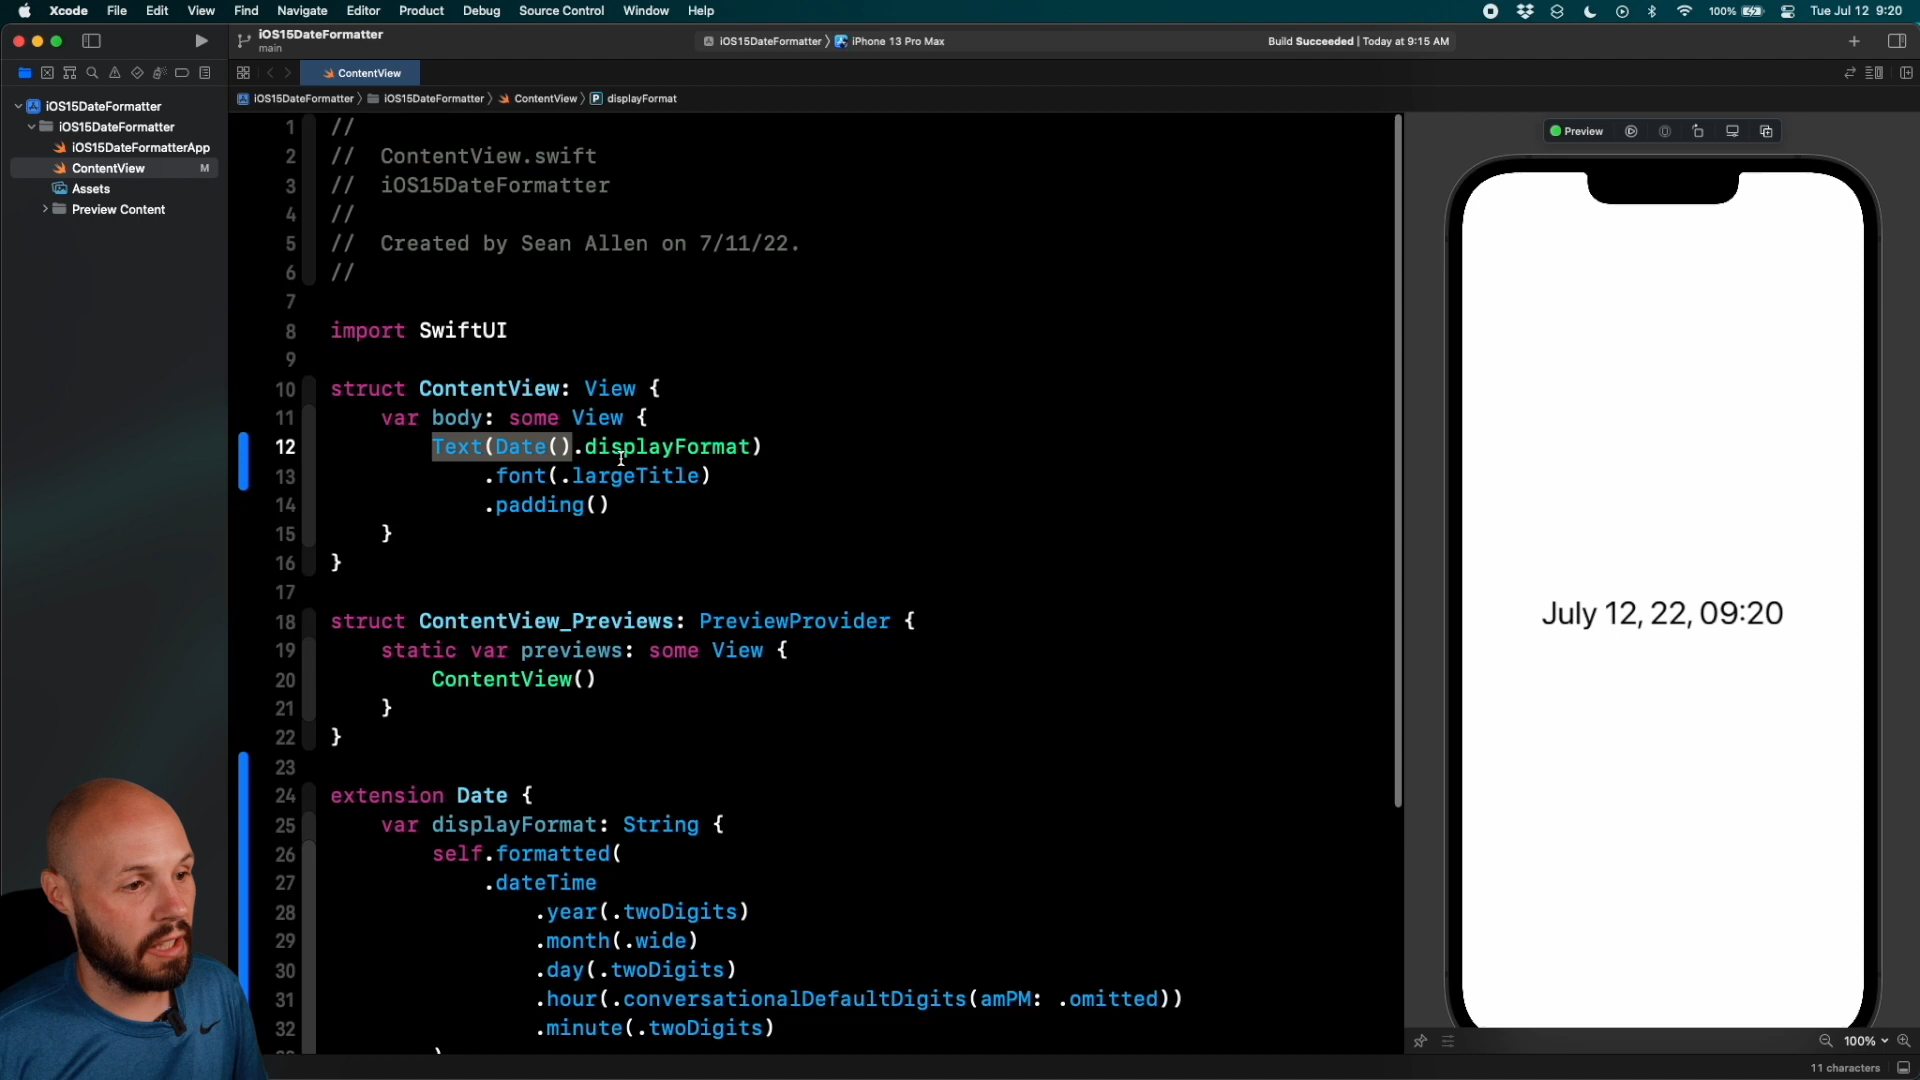 Xcode File Edit View Find Navigate Editor Product Debug Source Control Window Help 100% Tue Jul 12 9:20
iOS15DateFormatter
main
iOS15DateFormatter iPhone 13 Pro Max
Build Succeeded | Today at 9:15 AM
ContentView
iOS15DateFormatter iOS15DateFormatter ContentView P displayFormat
iOS15DateFormatter
iOS15DateFormatter
iOS15DateFormatterApp
ContentView M
Assets
Preview Content
1 //
2 // ContentView.swift
3 // iOS15DateFormatter
4 //
5 // Created by Sean Allen on 7/11/22.
6 //
7
8 import SwiftUI
9
10 struct ContentView: View {
11 var body: some View {
12 Text(Date().displayFormat)
13 .font(.largeTitle)
14 .padding()
15 }
16 }
17
18 struct ContentView_Previews: PreviewProvider {
19 static var previews: some View {
20 ContentView()
21 }
22 }
23
24 extension Date {
25 var displayFormat: String {
26 self.formatted(
27 .dateTime
28 .year(.twoDigits)
29 .month(.wide)
30 .day(.twoDigits)
31 .hour(.conversationalDefaultDigits(amPM: .omitted))
32 .minute(.twoDigits)
Preview
July 12, 22, 09:20
100%
11 characters